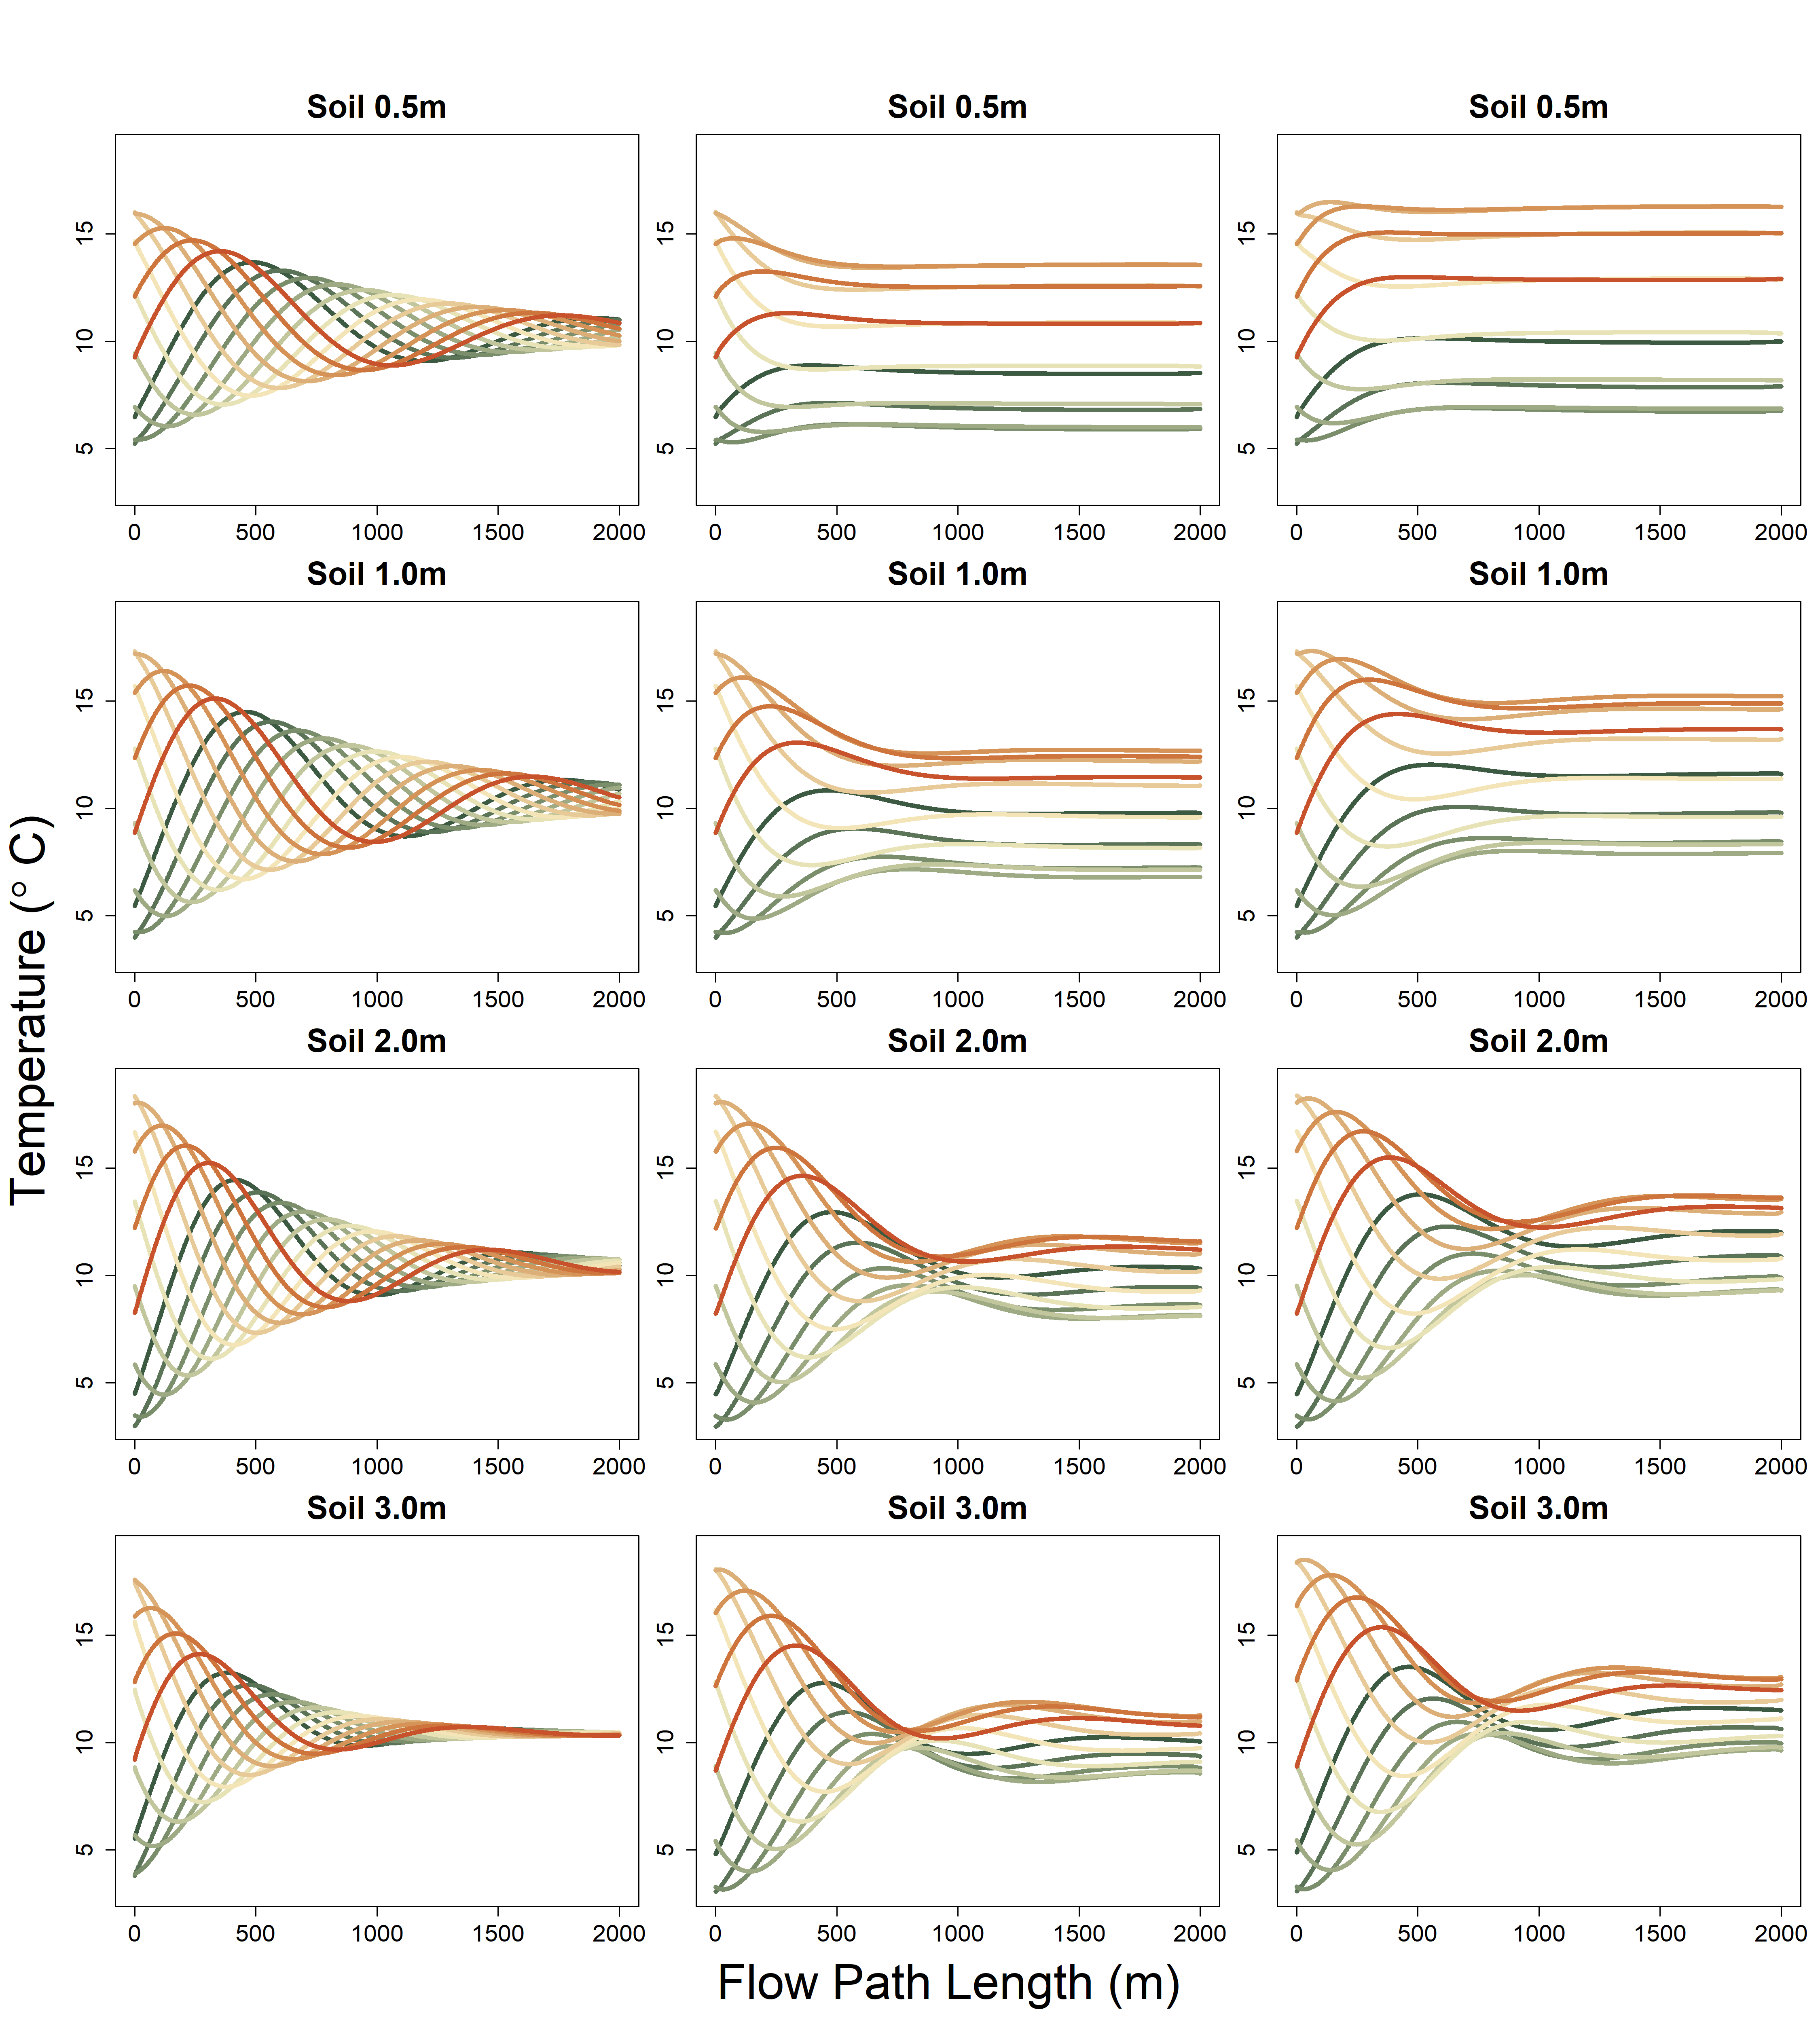 Soil 0.5m Soil 0.5m Soil 0.5m
15 15 15
10 10 10
5 5 5
0 500 1000 1500 2000 0 500 1000 1500 2000 0 500 1000 1500 2000
Soil 1.0m Soil 1.0m Soil 1.0m
15 15 15
10 10 10
5 5 5
0 500 1000 1500 2000 0 500 1000 1500 2000 0 500 1000 1500 2000
Temperature (° C)
Soil 2.0m Soil 2.0m Soil 2.0m
15 15 15
10 10 10
5 5 5
0 500 1000 1500 2000 0 500 1000 1500 2000 0 500 1000 1500 2000
Soil 3.0m Soil 3.0m Soil 3.0m
15 15 15
10 10 10
5 5 5
0 500 1000 1500 2000 0 500 1000 1500 2000 0 500 1000 1500 2000
Flow Path Length (m)